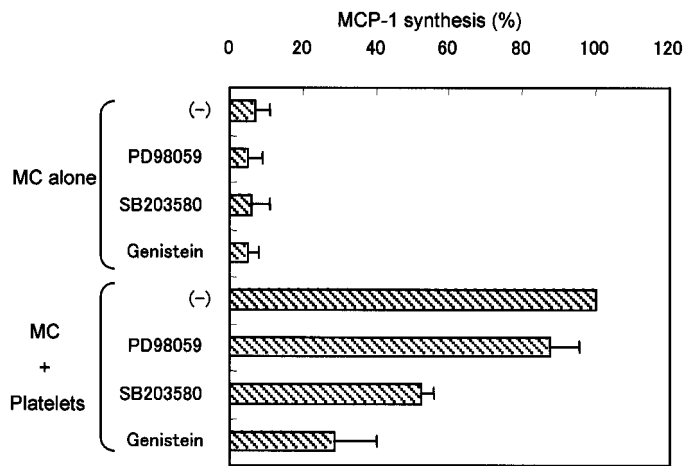 MCP-1 synthesis (%)
0 20 40 60 80 100 120
(-)
PD98059
MC alone
SB203580
Genistein
(-)
MC
PD98059
+
SB203580
Platelets
Genistein